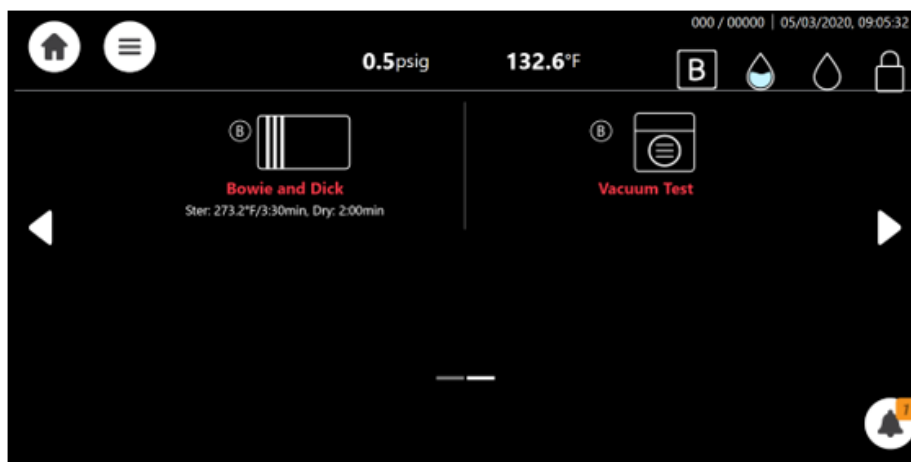 000 / 00000 | 05/03/2020, 09:05:32
0.5psig 132.6°F B
B B
Bowie and Dick Vacuum Test
Ster: 273.2°F/3:30min, Dry: 2:00min